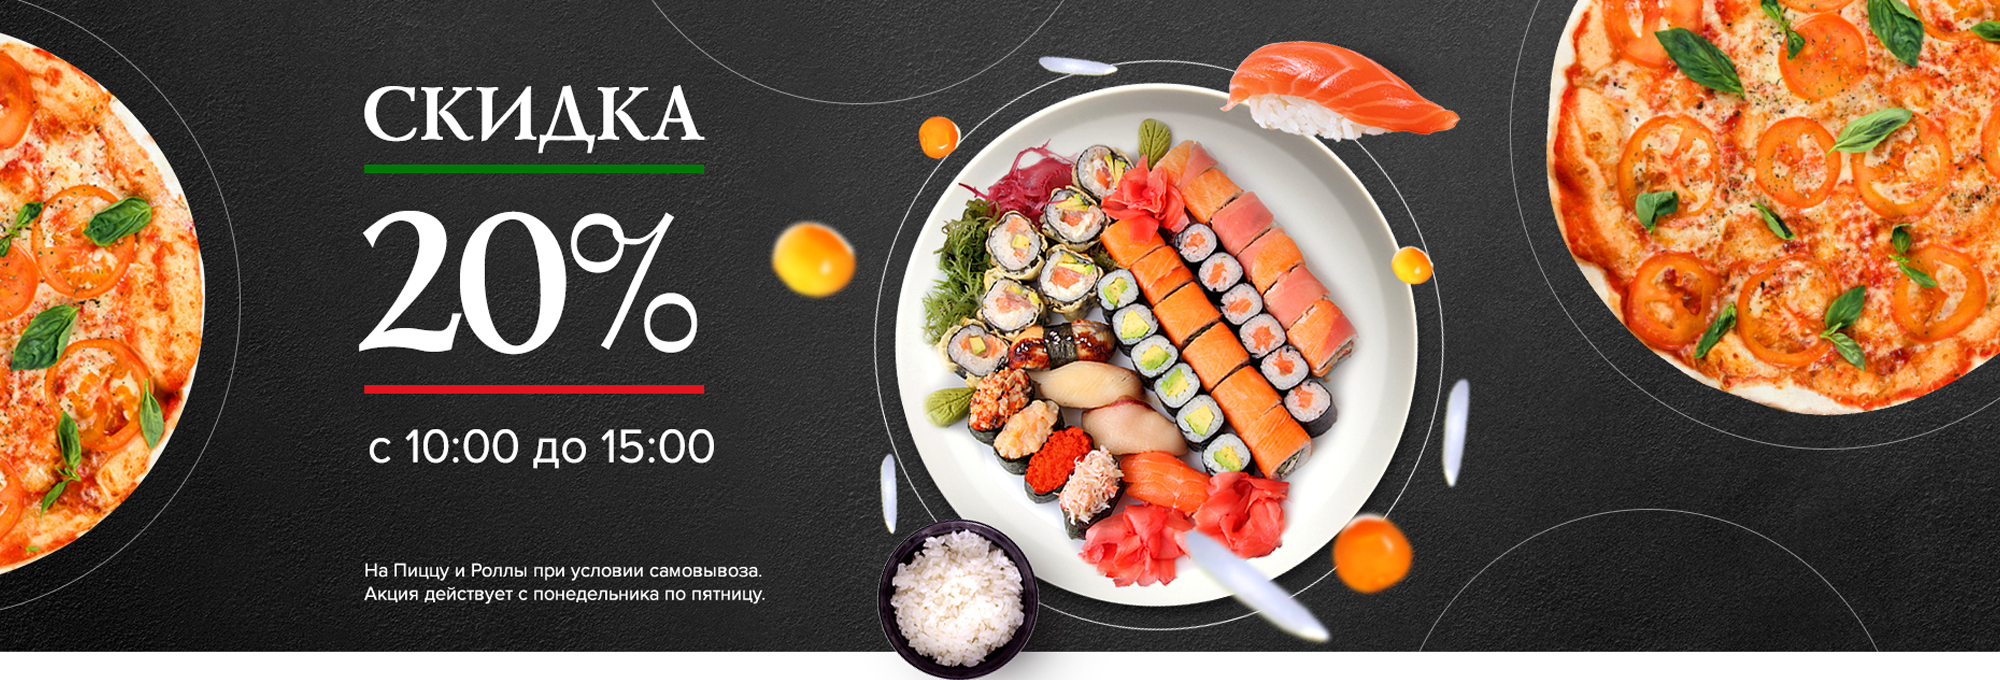 СКИДКА
20%
с 10:00 до 15:00
На Пиццу и Роллы при условии самовывоза.
Акция действует с понедельника по пятницу.